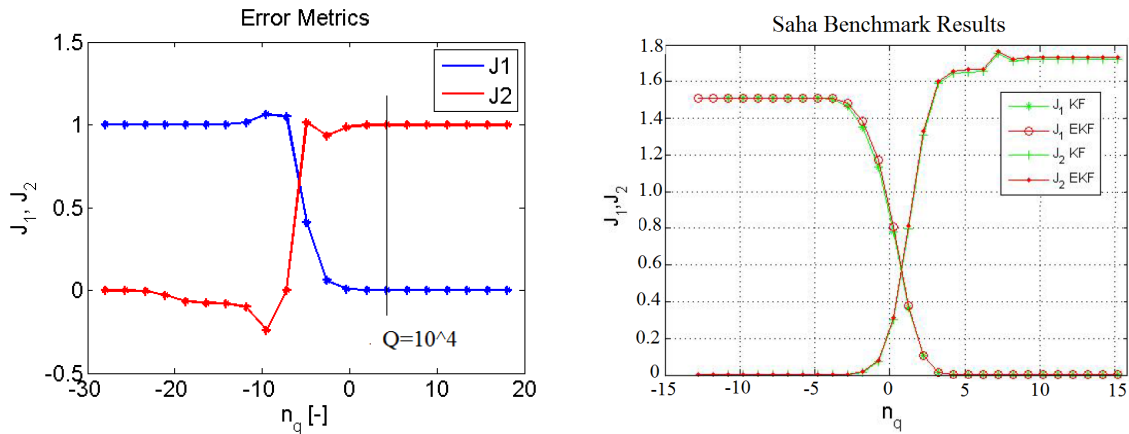 Error Metrics
1.5
J1
J2
1
0.5
0
-0.5
J1, J2
Q=10^4
-30
-20
-10
0
10
20
nq [-]
Saha Benchmark Results
1.8
1.6
1.4
1.2
1.0
0.8
0.6
0.4
0.2
0
J1,J2
J1 KF
J1 EKF
J2 KF
J2 EKF
-15
-10
-5
0
5
10
15
nq